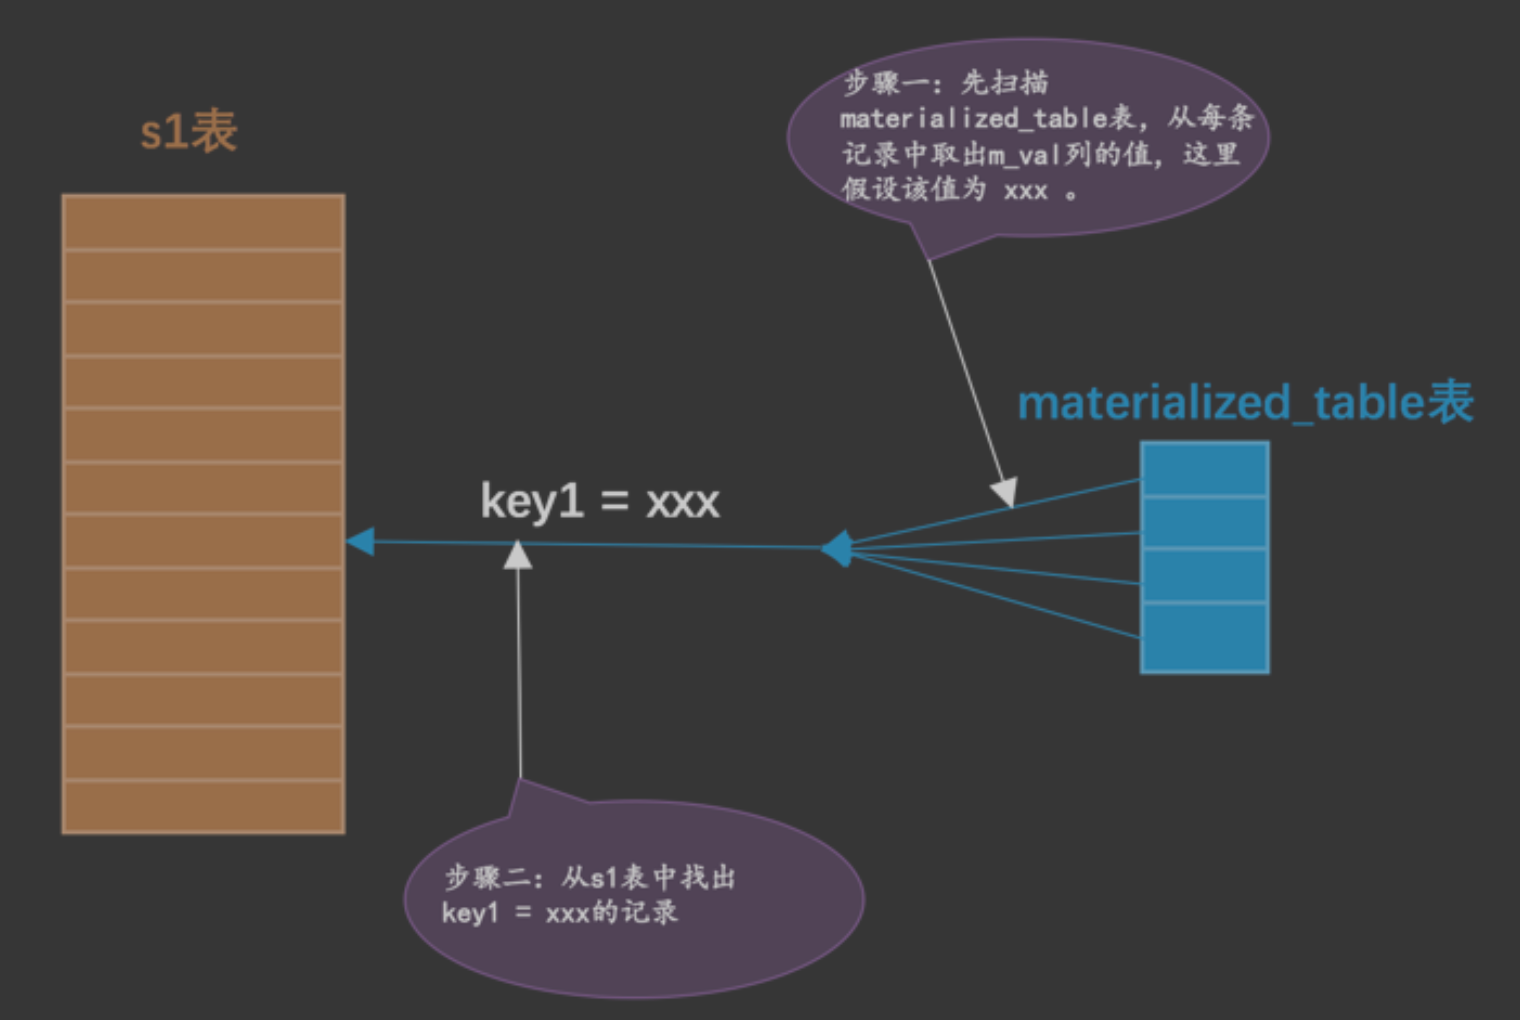 步骤一：先扫描
materialized_table表，从每条
记录中取出m_val列的值，这里
假设该值为 xxx 。
s1表
materialized_table表
key1 = xxx
步骤二：从s1表中找出
key1 = xxx的记录